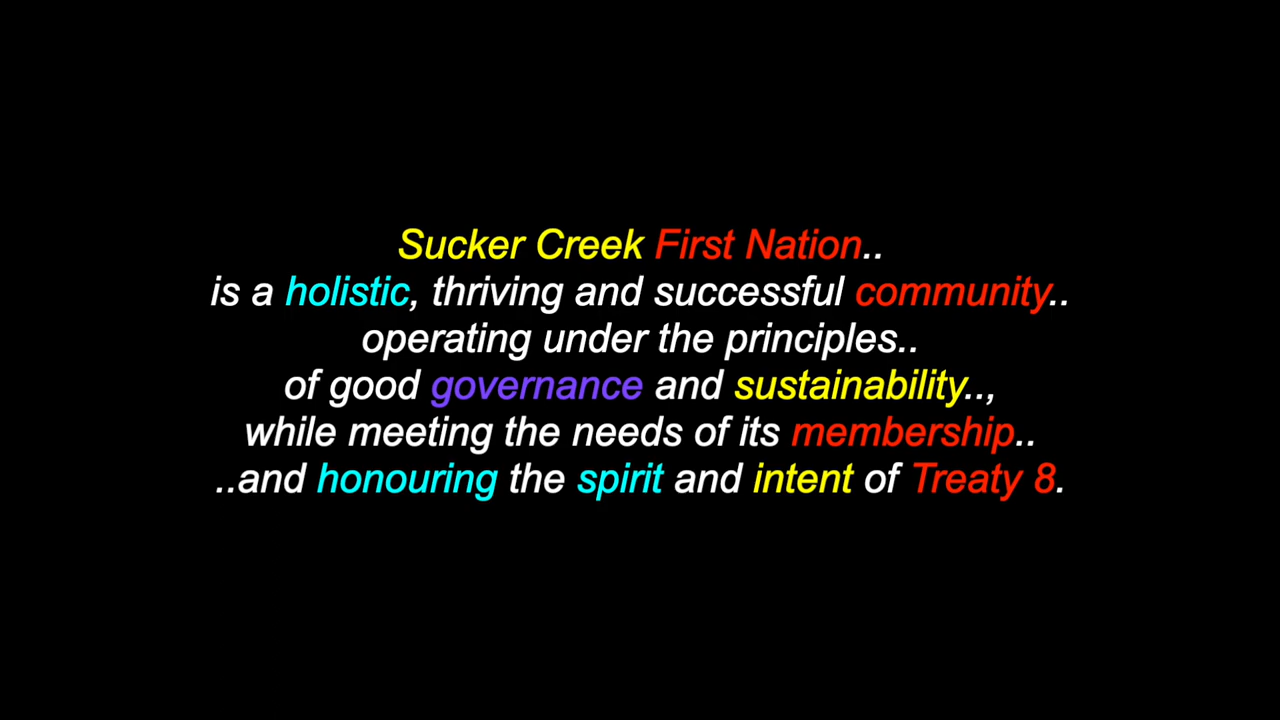 Sucker Creek First Nation..
is a holistic, thriving and successful community..
operating under the principles..
of good governance and sustainability..,
while meeting the needs of its membership..
..and honouring the spirit and intent of Treaty 8.